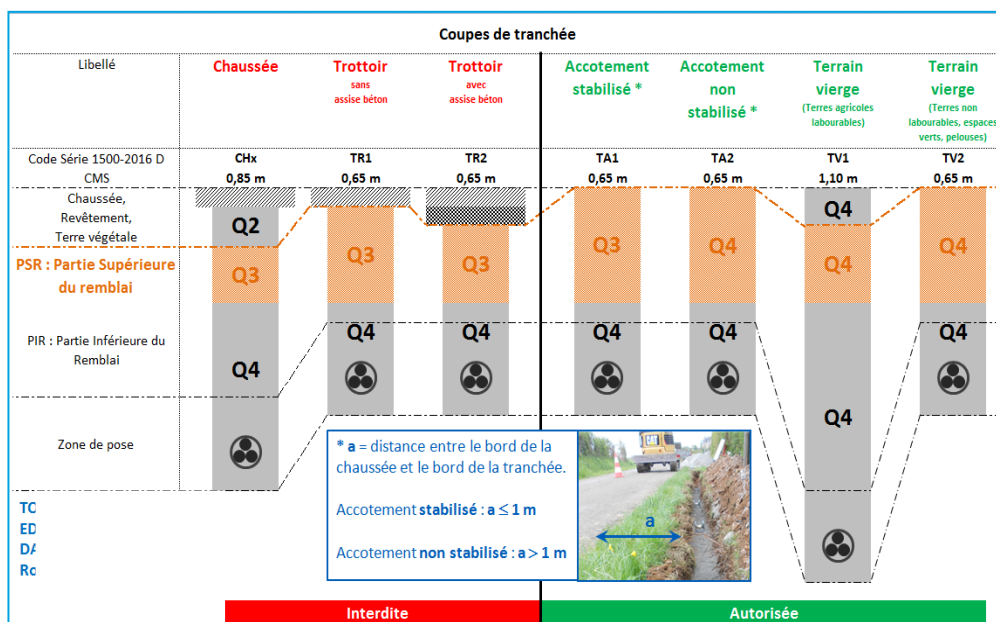 Coupes de tranchée
Libellé
Chaussée
Trottoir
sans
assise béton
Trottoir
avec
assise béton
Accotement
stabilisé *
Accotement
non
stabilisé *
Terrain
vierge
(Terres agricoles
labourables)
Terrain
vierge
(Terres non
labourables, espaces
verts, pelouses)
Code Série 1500-2016 D
CHx
TR1
TR2
TA1
TA2
TV1
TV2
CMS
0,85 m
0,65 m
0,65 m
0,65 m
0,65 m
1,10 m
0,65 m
Chaussée,
Revêtement,
Terre végétale
Q2
Q4
PSR : Partie Supérieure
du remblai
Q3
Q3
Q3
Q3
Q4
Q4
Q4
PIR : Partie Inférieure du
Remblai
Q4
Q4
Q4
Q4
Q4
Q4
Q4
Zone de pose
* a = distance entre le bord de la
chaussée et le bord de la tranchée.
Accotement stabilisé : a ≤ 1 m
Accotement non stabilisé : a > 1 m
a
Interdite
Autorisée